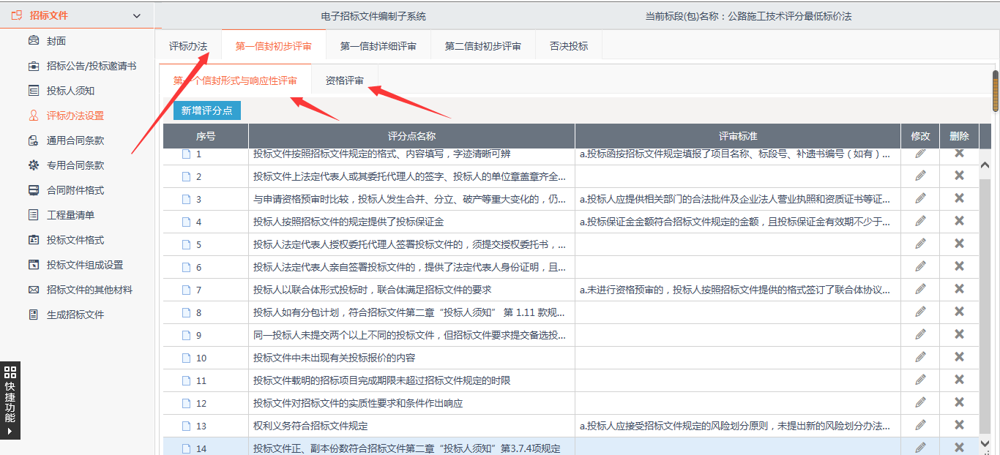 招标文件
电子招标文件编制子系统
当前标段(包)名称：公路施工技术评分最低标价法
封面
招标公告/投标邀请书
投标人须知
评标办法设置
通用合同条款
专用合同条款
合同附件格式
工程量清单
投标文件格式
投标文件组成设置
招标文件的其他材料
生成招标文件
快捷功能
评标办法 第一信封初步评审 第一信封详细评审 第二信封初步评审 否决投标
第一个信封形式与响应性评审 资格评审
新增评分点
序号 评分点名称 评审标准 修改 删除
1 投标文件按照招标文件规定的格式、内容填写，字迹清晰可辨 a.投标函按招标文件规定填报了项目名称、标段号、补遗书编号（如有）...
2 投标文件上法定代表人或其委托代理人的签字、投标人的单位章盖章齐全...
3 与申请资格预审时比较，投标人发生合并、分立、破产等重大变化的，仍... a.投标人应提供相关部门的合法批件及企业法人营业执照和资质证书等证...
4 投标人按照招标文件的规定提供了投标保证金 a.投标保证金金额符合招标文件规定的金额，且投标保证金有效期不少于...
5 投标人法定代表人授权委托代理人签署投标文件的，须提交授权委托书，...
6 投标人法定代表人亲自签署投标文件的，提供了法定代表人身份证明，且...
7 投标人以联合体形式投标时，联合体满足招标文件的要求 a.未进行资格预审的，投标人按照招标文件提供的格式签订了联合体协议...
8 投标人如有分包计划，符合招标文件第二章“投标人须知” 第 1.11 款规...
9 同一投标人未提交两个以上不同的投标文件，但招标文件要求提交备选投...
10 投标文件中未出现有关投标报价的内容
11 投标文件载明的招标项目完成期限未超过招标文件规定的时限
12 投标文件对招标文件的实质性要求和条件作出响应
13 权利义务符合招标文件规定 a.投标人应接受招标文件规定的风险划分原则，未提出新的风险划分办法...
14 投标文件正、副本份数符合招标文件第二章“投标人须知”第3.7.4项规定